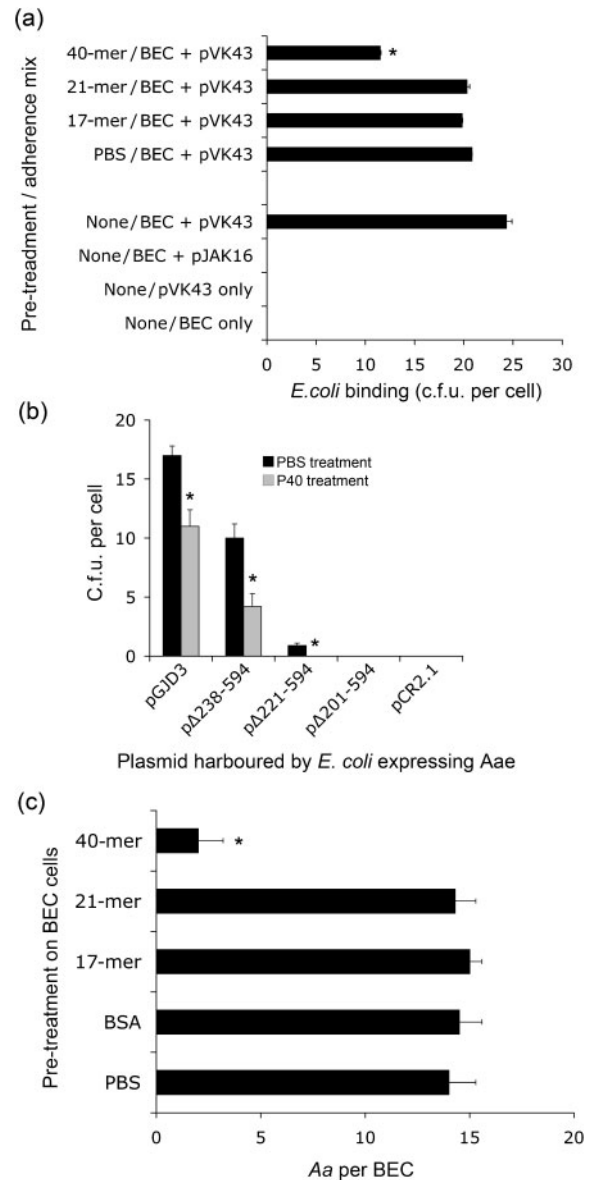 (a)
Pre-treadment / adherence mix
40-mer/BEC + pVK43
*
21-mer/BEC + pVK43
17-mer/BEC + pVK43
PBS/BEC + pVK43
None/BEC + pVK43
None/BEC + pJAK16
None/pVK43 only
None/BEC only
0 5 10 15 20 25 30
E.coli binding (c.f.u. per cell)
(b)
C.f.u. per cell
20
15
10
5
0
PBS treatment
P40 treatment
*
*
*
pGJD3
pΔ238-594
pΔ221-594
pΔ201-594
pCR2.1
Plasmid harboured by E. coli expressing Aae
(c)
Pre-treatment on BEC cells
40-mer
*
21-mer
17-mer
BSA
PBS
0 5 10 15 20
Aa per BEC